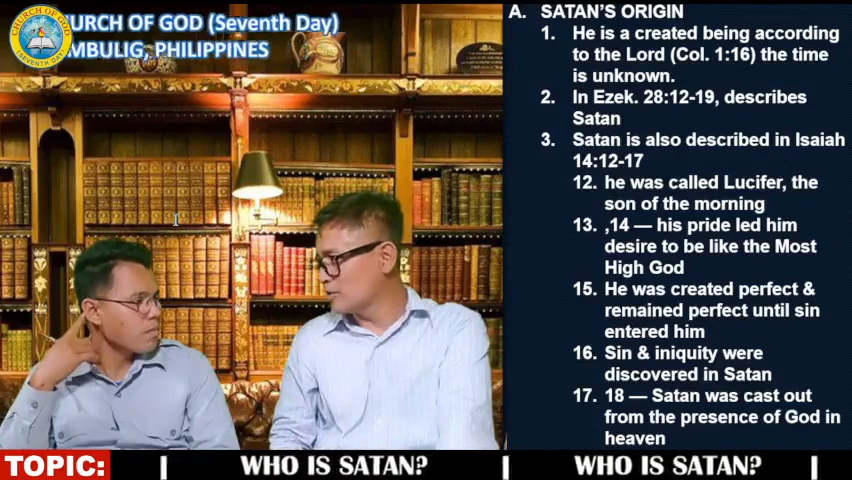 CHURCH OF GOD
(SEVENTH DAY)
HURCH OF GOD (Seventh Day)
MBULIG, PHILIPPINES
A. SATAN'S ORIGIN
1. He is a created being according
to the Lord (Col. 1:16) the time
is unknown.
2. In Ezek. 28:12-19, describes
Satan
3. Satan is also described in Isaiah
14:12-17
12. he was called Lucifer, the
son of the morning
13. ,14 — his pride led him
desire to be like the Most
High God
15. He was created perfect &
remained perfect until sin
entered him
16. Sin & iniquity were
discovered in Satan
17. 18 — Satan was cast out
from the presence of God in
heaven
TOPIC: | WHO IS SATAN? | WHO IS SATAN? |